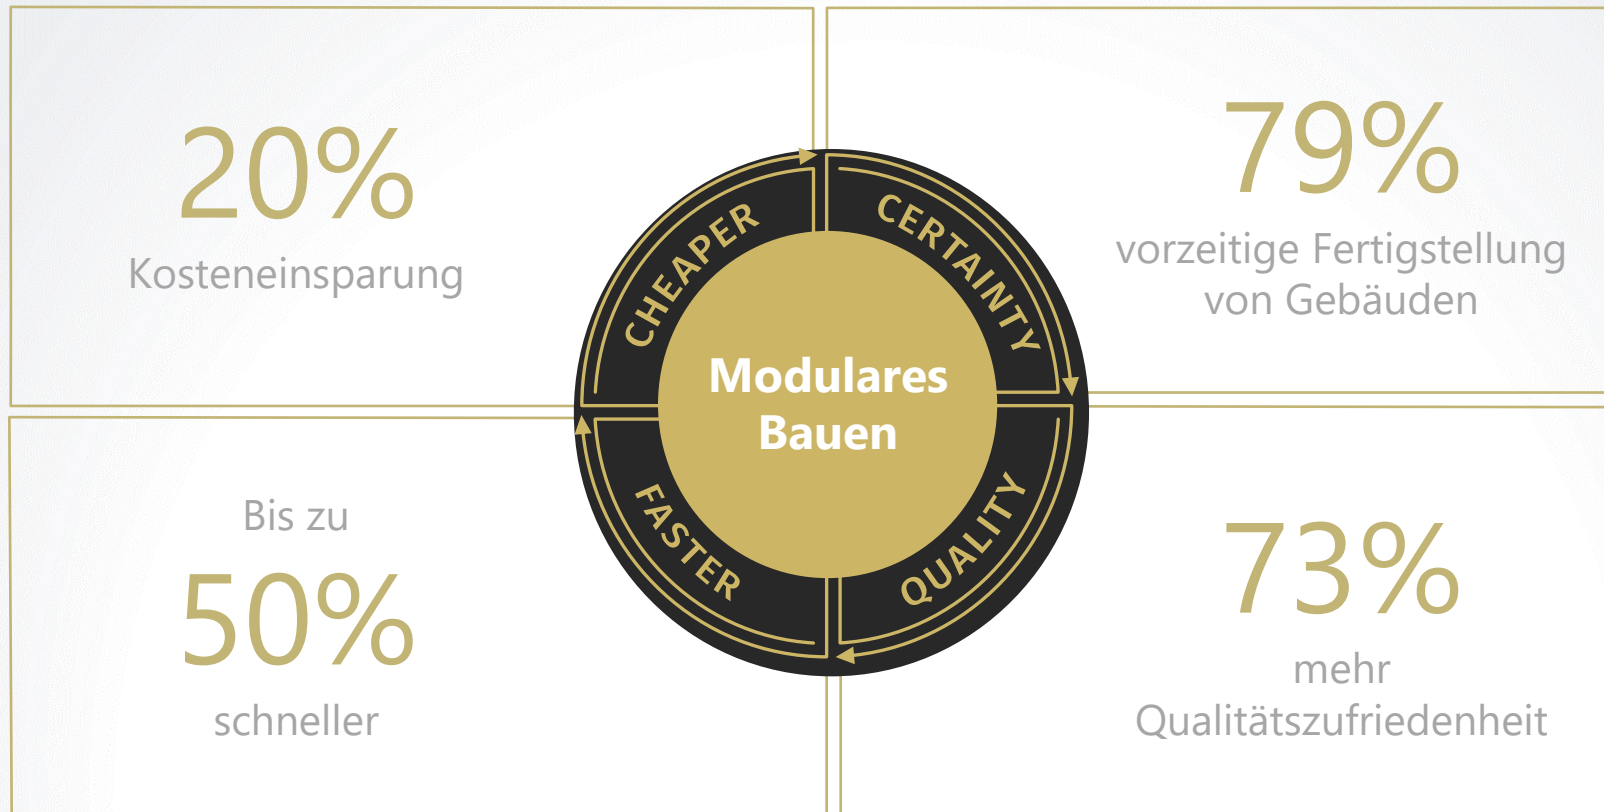 20%
Kosteneinsparung
79%
vorzeitige Fertigstellung
von Gebäuden
CHEAPER
CERTAINTY
Modulares
Bauen
FASTER
QUALITY
Bis zu
50%
schneller
73%
mehr
Qualitätszufriedenheit